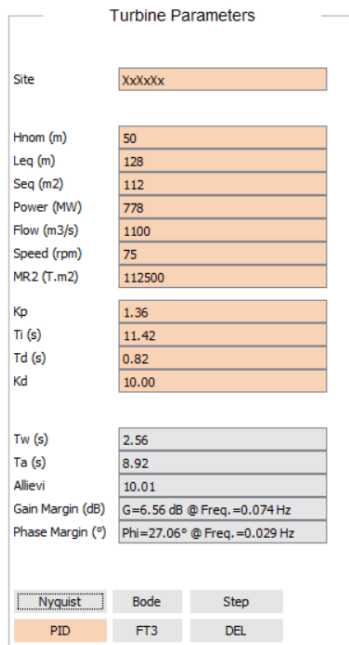 Turbine Parameters
Site XxXxXx
Hnom (m) 50
Leq (m) 128
Seq (m2) 112
Power (MW) 778
Flow (m3/s) 1100
Speed (rpm) 75
MR2 (T.m2) 112500
Kp 1.36
Ti (s) 11.42
Td (s) 0.82
Kd 10.00
Tw (s) 2.56
Ta (s) 8.92
Allievi 10.01
Gain Margin (dB) G=6.56 dB @ Freq.=0.074 Hz
Phase Margin (°) Phi=27.06° @ Freq.=0.029 Hz
Nyquist Bode Step
PID FT3 DEL